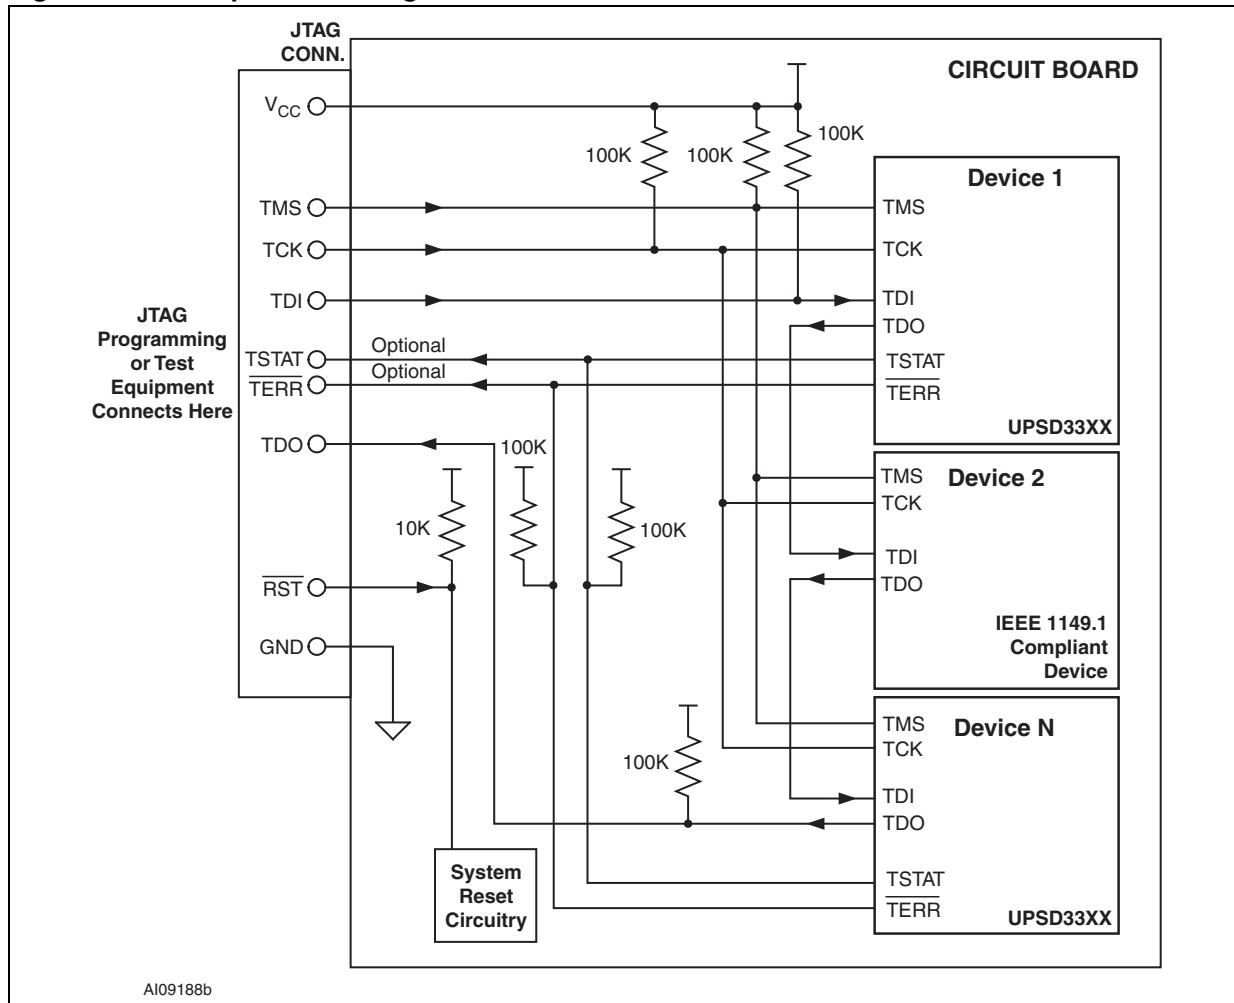 JTAG
CONN.
CIRCUIT BOARD
VCC
100K
100K
100K
Device 1
TMS
TMS
TCK
TCK
TDI
TDI
TDO
JTAG
Programming
or Test
Equipment
Connects Here
TSTAT
Optional
TSTAT
TERR
Optional
TERR
UPSD33XX
TDO
100K
TMS
Device 2
TCK
10K
100K
TDI
TDO
RST
IEEE 1149.1
Compliant
Device
GND
TMS
Device N
TCK
100K
TDI
TDO
System
Reset
Circuitry
TSTAT
TERR
UPSD33XX
AI09188b